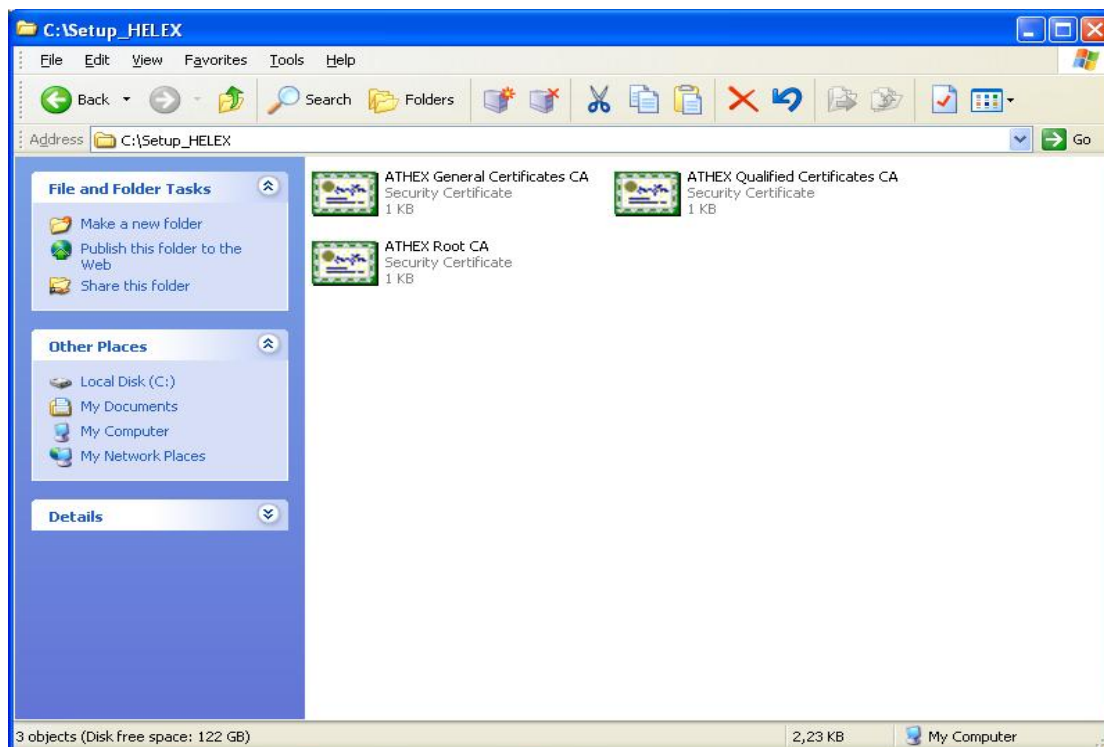 C:\Setup_HELEX
File Edit View Favorites Tools Help
Back Search Folders
Address C:\Setup_HELEX Go
File and Folder Tasks
Make a new folder
Publish this folder to the
Web
Share this folder
Other Places
Local Disk (C:)
My Documents
My Computer
My Network Places
Details
ATHEX General Certificates CA
Security Certificate
1 KB
ATHEX Qualified Certificates CA
Security Certificate
1 KB
ATHEX Root CA
Security Certificate
1 KB
3 objects (Disk free space: 122 GB) 2,23 KB My Computer